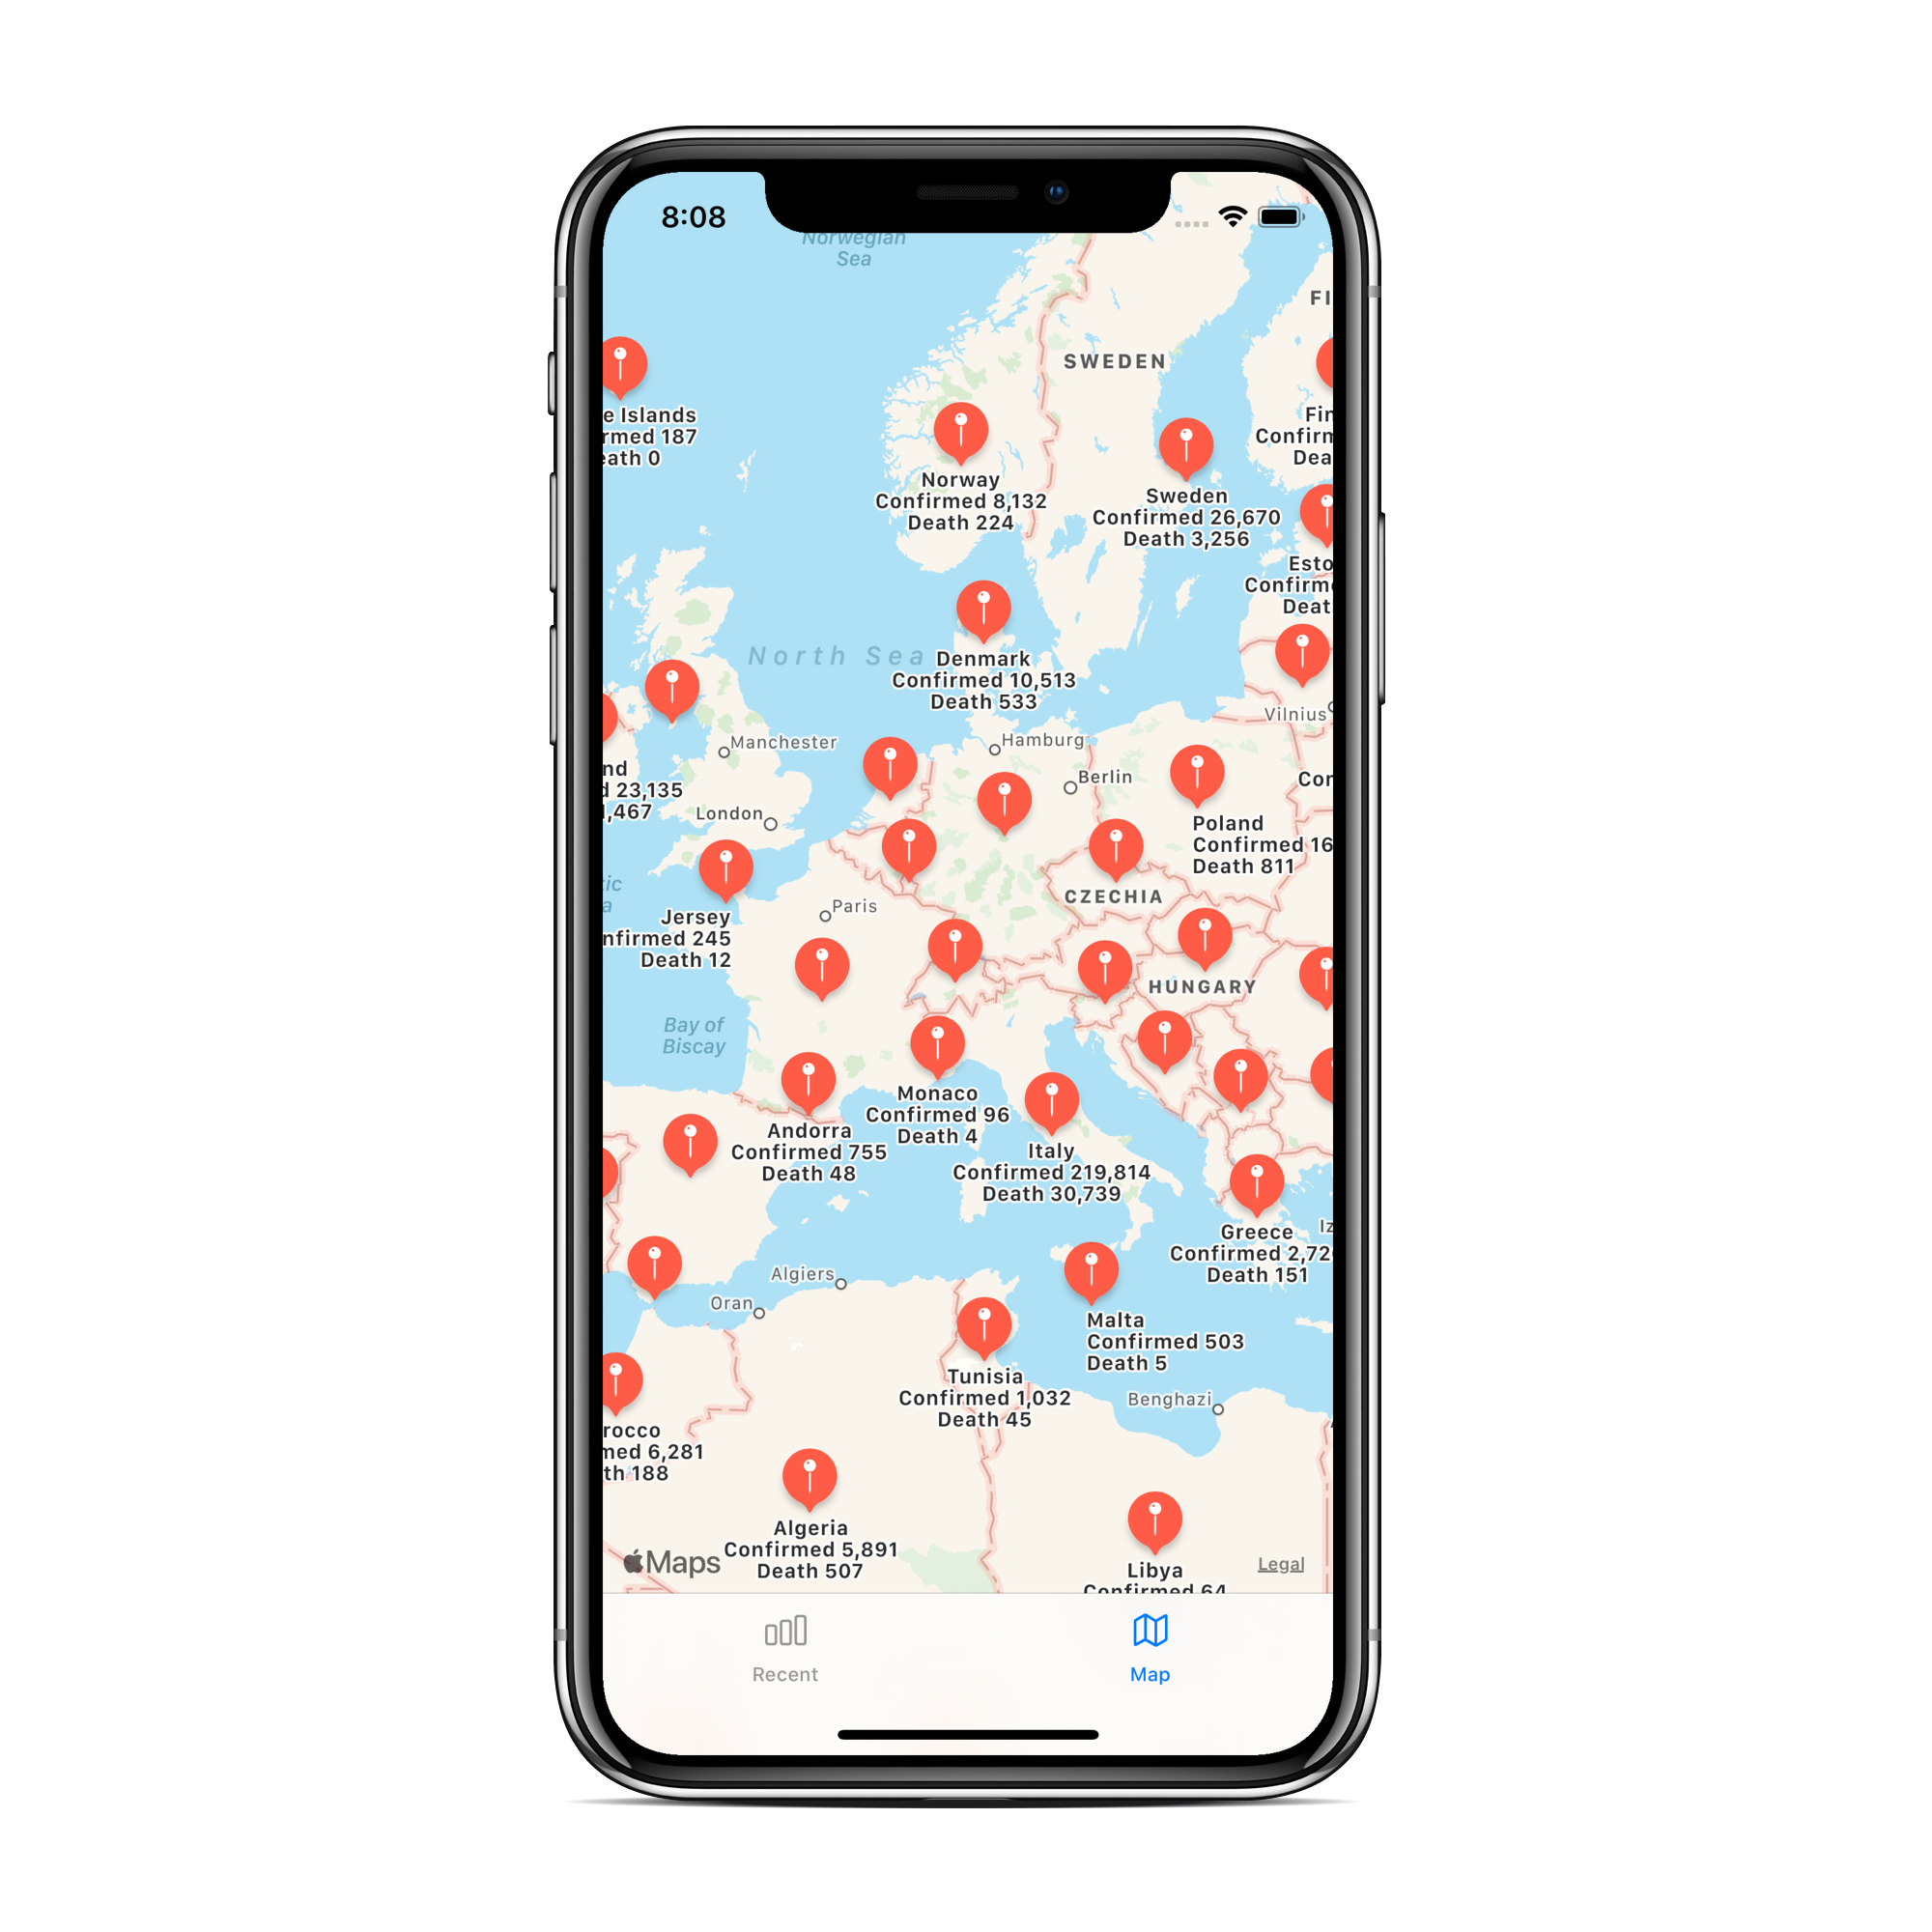 8:08
Norwegian
Sea
FI
SWEDEN
e Islands
rmed 187
eath 0
Norway
Confirmed 8,132
Death 224
Sweden
Confirmed 26,670
Death 3,256
Fin
Confirm
Dea
Esto
Confirme
Death
North Sea
Denmark
Confirmed 10,513
Death 533
Vilnius
Manchester
Hamburg
Berlin
nd
d 23,135
1,467
London
Con
Poland
Confirmed 16
Death 811
tic
a
CZECHIA
Paris
Jersey
nfirmed 245
Death 12
HUNGARY
Bay of
Biscay
Monaco
Confirmed 96
Death 4
Andorra
Confirmed 755
Death 48
Italy
Confirmed 219,814
Death 30,739
Greece
Confirmed 2,726
Death 151
Iz
Algiers
Oran
Malta
Confirmed 503
Death 5
Tunisia
Confirmed 1,032
Death 45
Benghazi
rocco
med 6,281
th 188
Algeria
Confirmed 5,891
Death 507
Maps
Libya
Confirmed 64
Legal
Recent
Map